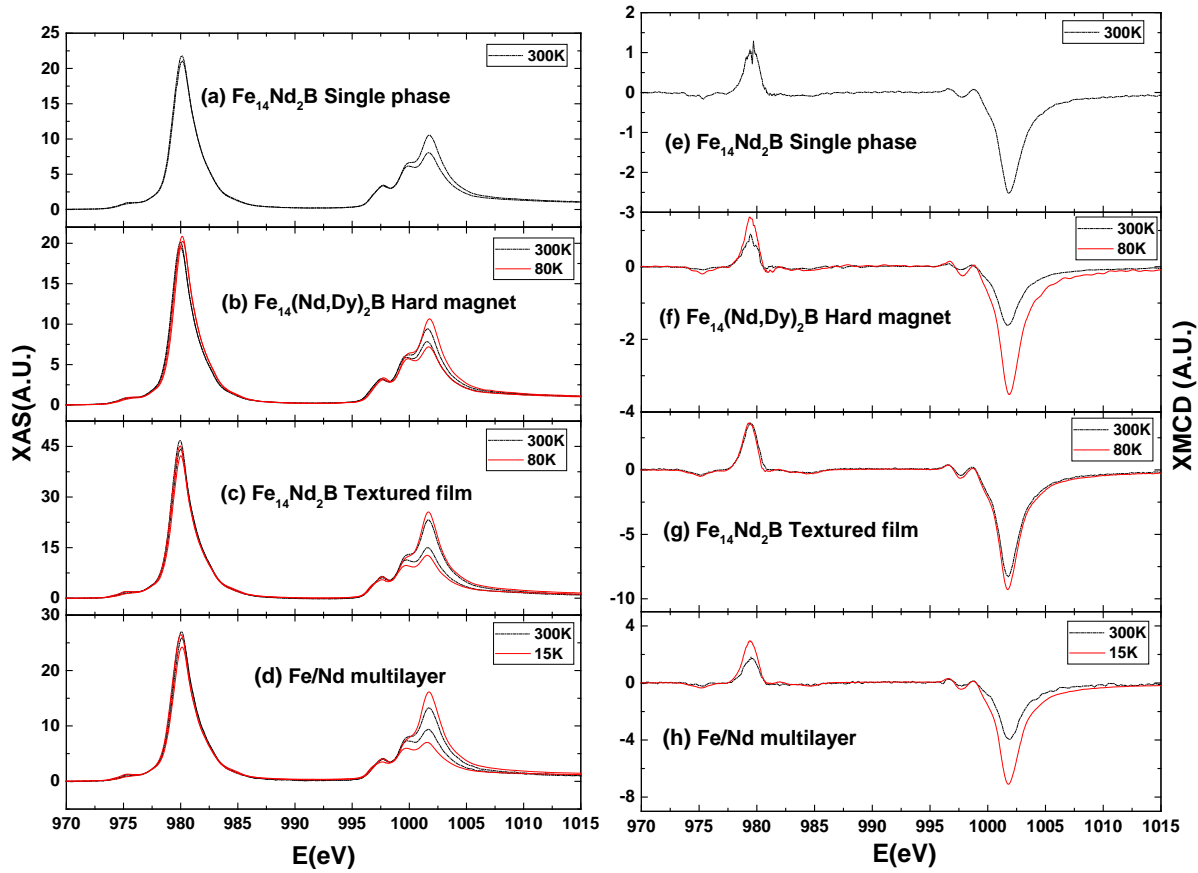 XAS(A.U.)
25
20
15
10
5
0
300K
(a) Fe₁₄Nd₂B Single phase
20
15
10
5
0
300K
80K
(b) Fe₁₄(Nd,Dy)₂B Hard magnet
45
30
15
0
300K
80K
(c) Fe₁₄Nd₂B Textured film
30
20
10
0
300K
15K
(d) Fe/Nd multilayer
970 975 980 985 990 995 1000 1005 1010 1015
E(eV)
2
1
0
-1
-2
-3
300K
(e) Fe₁₄Nd₂B Single phase
2
0
-2
-4
300K
80K
(f) Fe₁₄(Nd,Dy)₂B Hard magnet
5
0
-5
-10
300K
80K
(g) Fe₁₄Nd₂B Textured film
4
0
-4
-8
300K
15K
(h) Fe/Nd multilayer
970 975 980 985 990 995 1000 1005 1010 1015
E(eV)
XMCD (A.U.)